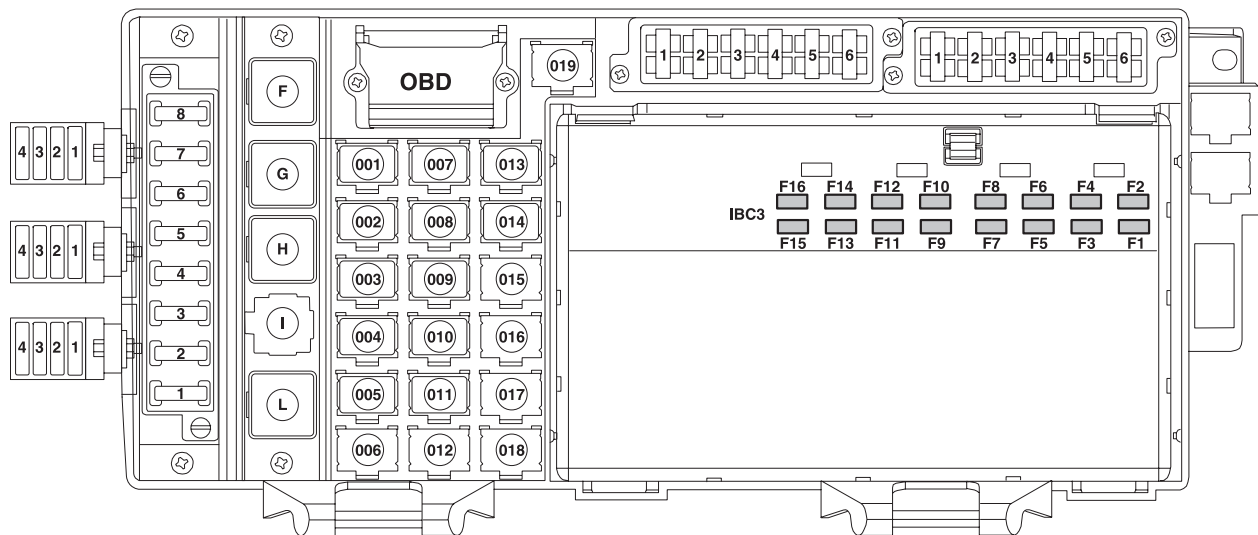 1 2 3 4 5 6
1 2 3 4 5 6
OBD
019
F
G
H
I
L
8
7
6
5
4
3
2
1
4 3 2 1
4 3 2 1
4 3 2 1
001 007 013
002 008 014
003 009 015
004 010 016
005 011 017
006 012 018
F16 F14 F12 F10 F8 F6 F4 F2
IBC3
F15 F13 F11 F9 F7 F5 F3 F1